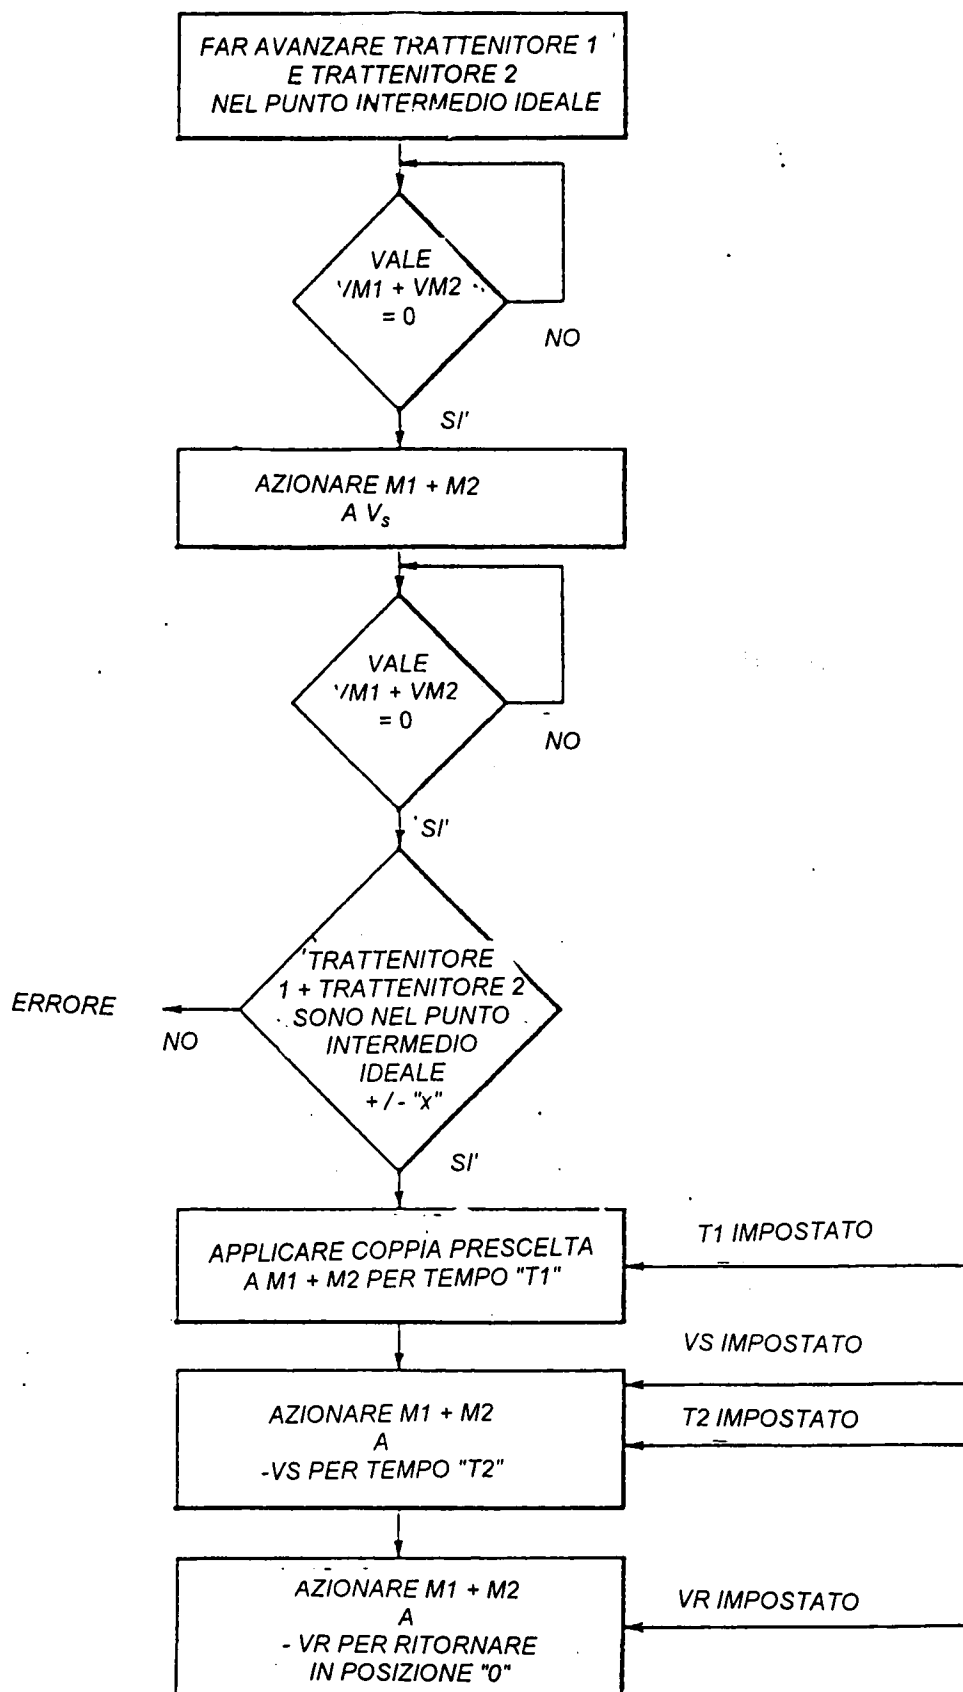 FAR AVANZARE TRATTENITORE 1
E TRATTENITORE 2
NEL PUNTO INTERMEDIO IDEALE
VALE
VM1 + VM2
= 0
NO
SI'
AZIONARE M1 + M2
A Vs
VALE
VM1 + VM2
= 0
NO
SI'
TRATTENITORE
1 + TRATTENITORE 2
SONO NEL PUNTO
INTERMEDIO
IDEALE
+ / - "x"
ERRORE
NO
SI'
APPLICARE COPPIA PRESCELTA
A M1 + M2 PER TEMPO "T1"
T1 IMPOSTATO
VS IMPOSTATO
AZIONARE M1 + M2
A
-VS PER TEMPO "T2"
T2 IMPOSTATO
AZIONARE M1 + M2
A
- VR PER RITORNARE
IN POSIZIONE "0"
VR IMPOSTATO